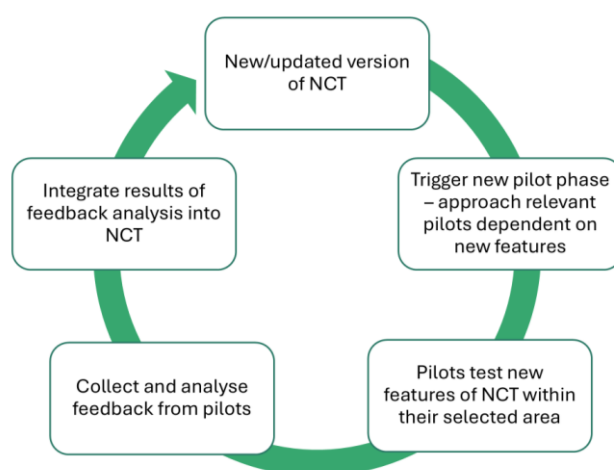 New/updated version
of NCT
Trigger new pilot phase
– approach relevant
pilots dependent on
new features
Pilots test new
features of NCT within
their selected area
Collect and analyse
feedback from pilots
Integrate results of
feedback analysis into
NCT